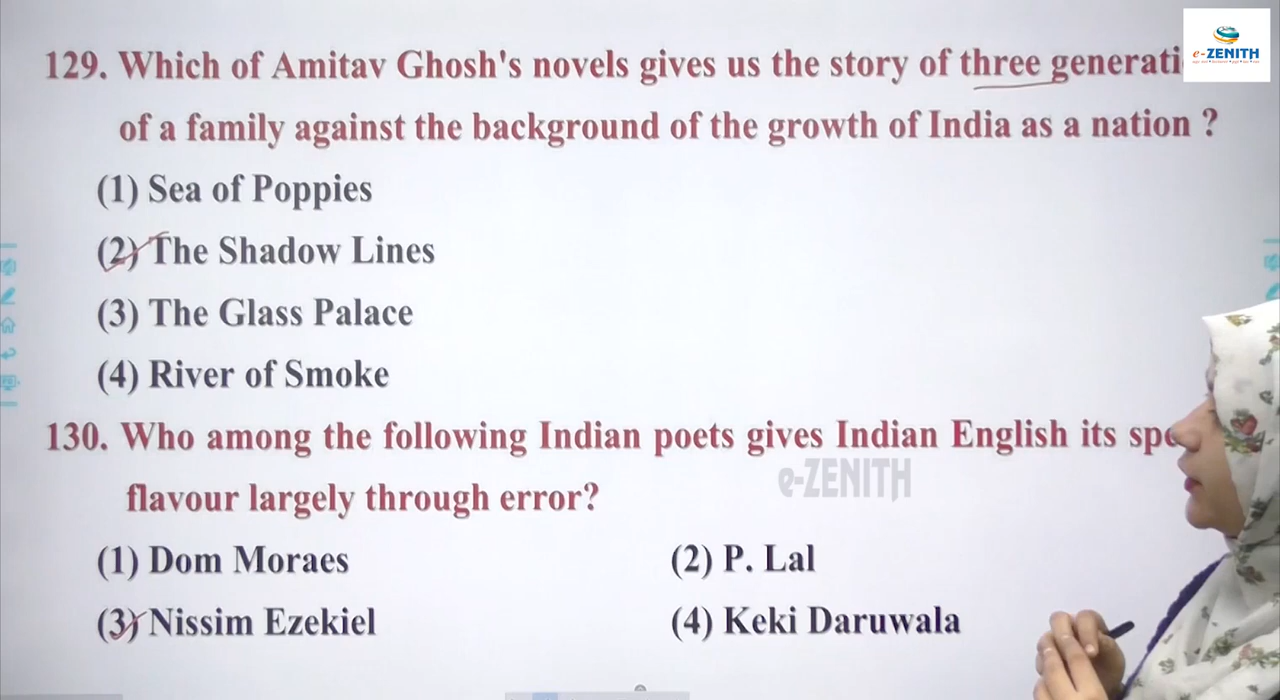 e-ZENITH
129. Which of Amitav Ghosh's novels gives us the story of three
of a family against the background of the growth of India as a nation ?
(1) Sea of Poppies
(2) The Shadow Lines
(3) The Glass Palace
(4) River of Smoke
130. Who among the following Indian poets gives Indian English its
e-ZENITH
flavour largely through error?
(1) Dom Moraes (2) P. Lal
(3) Nissim Ezekiel (4) Keki Daruwala